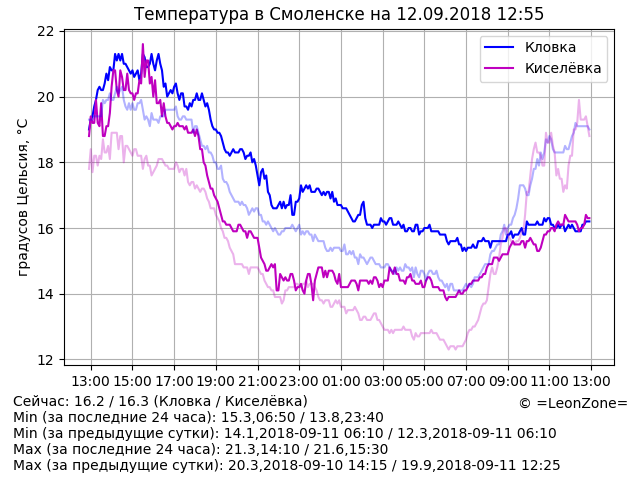 Температура в Смоленске на 12.09.2018 12:55
градусов Цельсия, °C
22
20
18
16
14
12
Кловка
Киселёвка
13:00 15:00 17:00 19:00 21:00 23:00 01:00 03:00 05:00 07:00 09:00 11:00 13:00
Сейчас: 16.2 / 16.3 (Кловка / Киселёвка)
© =LeonZone=
Min (за последние 24 часа): 15.3,06:50 / 13.8,23:40
Min (за предыдущие сутки): 14.1,2018-09-11 06:10 / 12.3,2018-09-11 06:10
Max (за последние 24 часа): 21.3,14:10 / 21.6,15:30
Max (за предыдущие сутки): 20.3,2018-09-10 14:15 / 19.9,2018-09-11 12:25